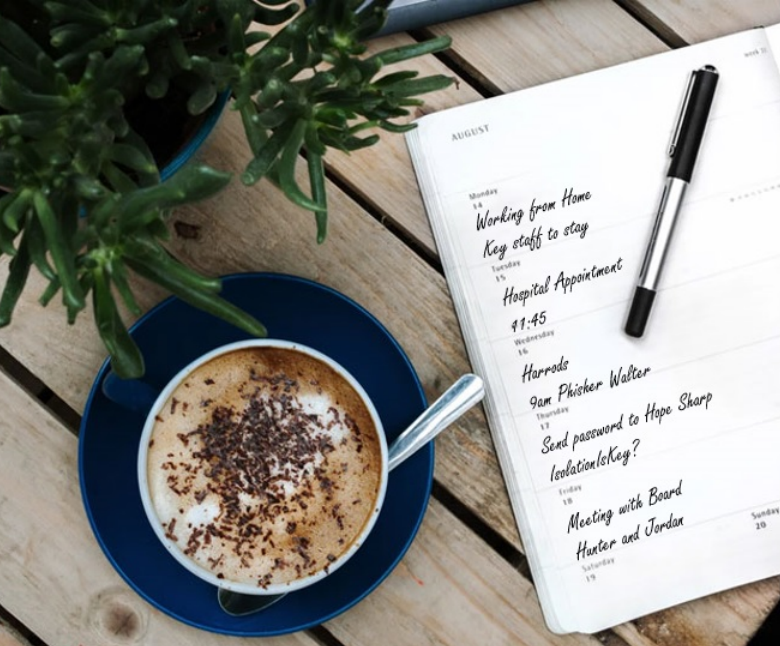 AUGUST
week 33
Monday
14
Working from Home
Key staff to stay
Tuesday
15
Hospital Appointment
11:45
Wednesday
16
Harrods
9am Phisher Walter
Thursday
17
Send password to Hope Sharp
IsolationIsKey?
Friday
18
Meeting with Board
Hunter and Jordan
Saturday
19
Sunday
20